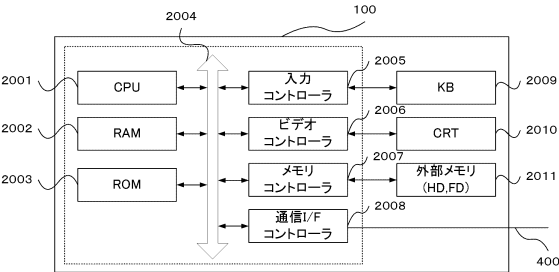 100
2004
2001
CPU
入力
コントローラ
2005
KB
2009
2002
RAM
ビデオ
コントローラ
2006
CRT
2010
2003
ROM
メモリ
コントローラ
2007
外部メモリ
(HD,FD)
2011
通信I/F
コントローラ
2008
400